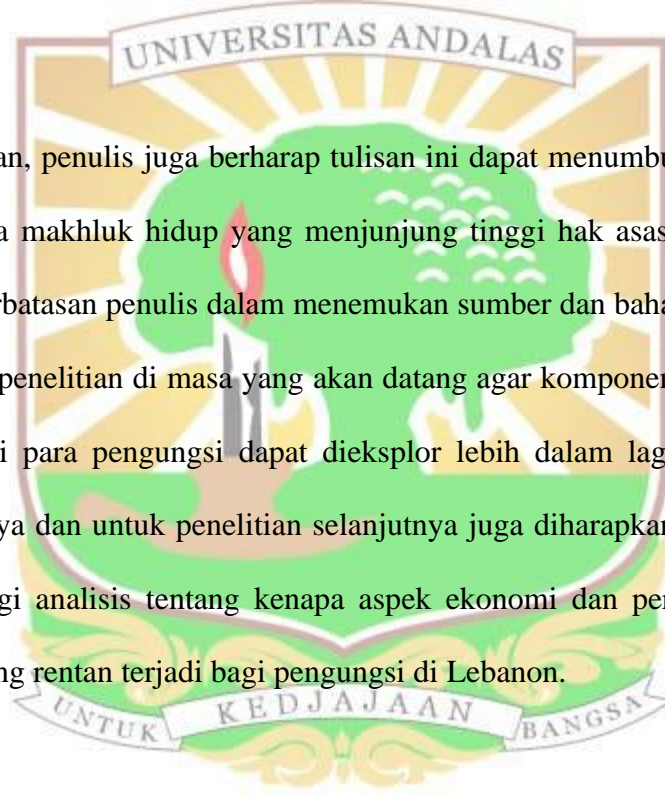 UNIVERSITAS ANDALAS
an, penulis juga berharap tulisan ini dapat menumbu
a makhluk hidup yang menjunjung tinggi hak asas
rbatasan penulis dalam menemukan sumber dan baha
penelitian di masa yang akan datang agar komponen
i para pengungsi dapat dieksplor lebih dalam lag
ya dan untuk penelitian selanjutnya juga diharapkan
gi analisis tentang kenapa aspek ekonomi dan per
ng rentan terjadi bagi pengungsi di Lebanon.
UNTUK KEDJAJAAN BANGSA